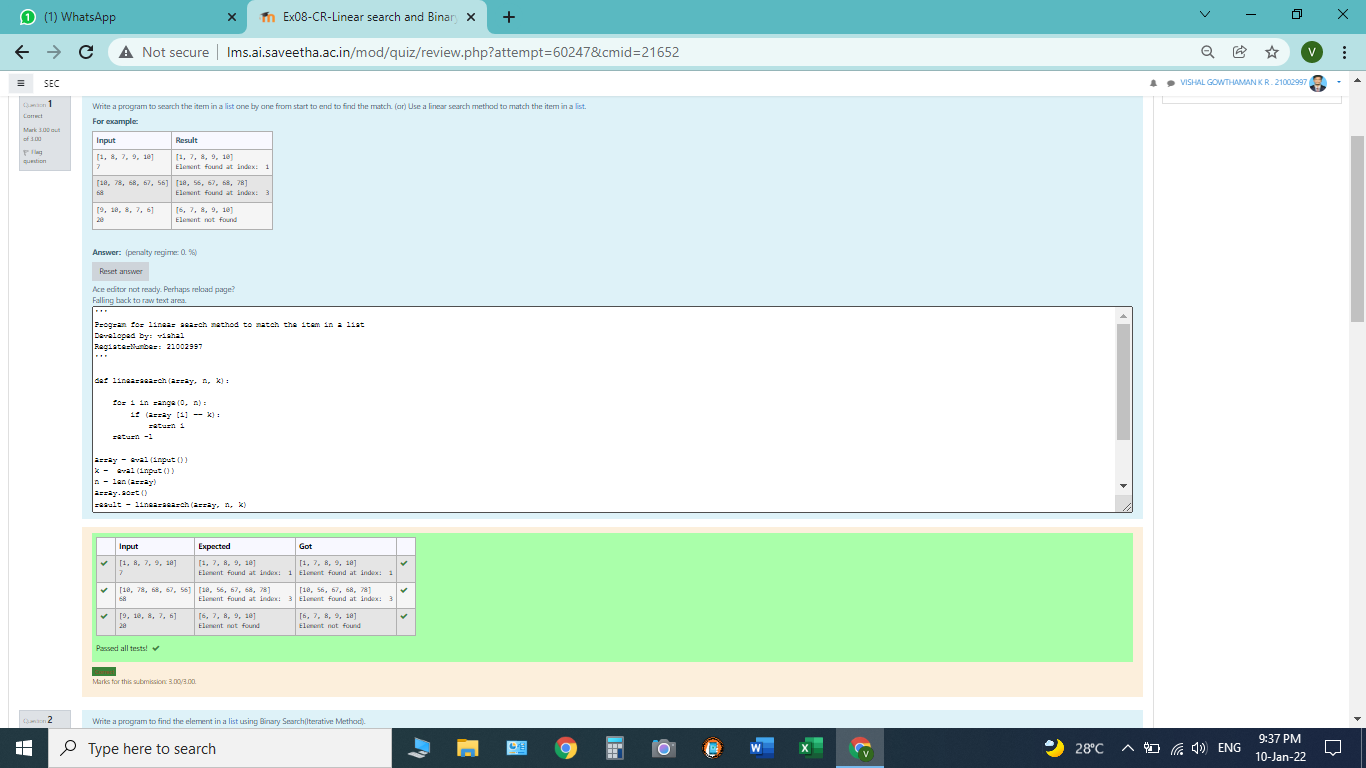 (1) WhatsApp
Ex08-CR-Linear search and Binar
Not secure
lms.ai.saveetha.ac.in/mod/quiz/review.php?attempt=60247&cmid=21652
V
SEC
VISHAL GOWTHAMAN K R . 21002997
Question 1
Correct
Mark 3.00 out
of 3.00
Flag
question
Write a program to search the item in a list one by one from start to end to find the match. (or) Use a linear search method to match the item in a list.
For example:
Input Result
[1, 8, 7, 9, 10] [1, 7, 8, 9, 10]
7 Element found at index:  1
[10, 78, 68, 67, 56] [10, 56, 67, 68, 78]
68 Element found at index:  3
[9, 10, 8, 7, 6] [6, 7, 8, 9, 10]
20 Element not found
Answer: (penalty regime: 0. %)
Reset answer
Ace editor not ready. Perhaps reload page?
Falling back to raw text area.
'''
Program for linear search method to match the item in a list
Developed by: vishal
RegisterNumber: 21002997
'''
def linearsearch(array, n, k):
for i in range(0, n):
if (array [i] == k):
return i
return -1
array = eval(input())
k =  eval(input())
n = len(array)
array.sort()
result = linearsearch(array, n, k)
Input Expected Got
[1, 8, 7, 9, 10] [1, 7, 8, 9, 10] [1, 7, 8, 9, 10]
7 Element found at index:  1 Element found at index:  1
[10, 78, 68, 67, 56] [10, 56, 67, 68, 78] [10, 56, 67, 68, 78]
68 Element found at index:  3 Element found at index:  3
[9, 10, 8, 7, 6] [6, 7, 8, 9, 10] [6, 7, 8, 9, 10]
20 Element not found Element not found
Passed all tests!
Marks for this submission: 3.00/3.00.
Question 2
Write a program to find the element in a list using Binary Search(Iterative Method).
Type here to search
28°C
ENG
9:37 PM
10-Jan-22